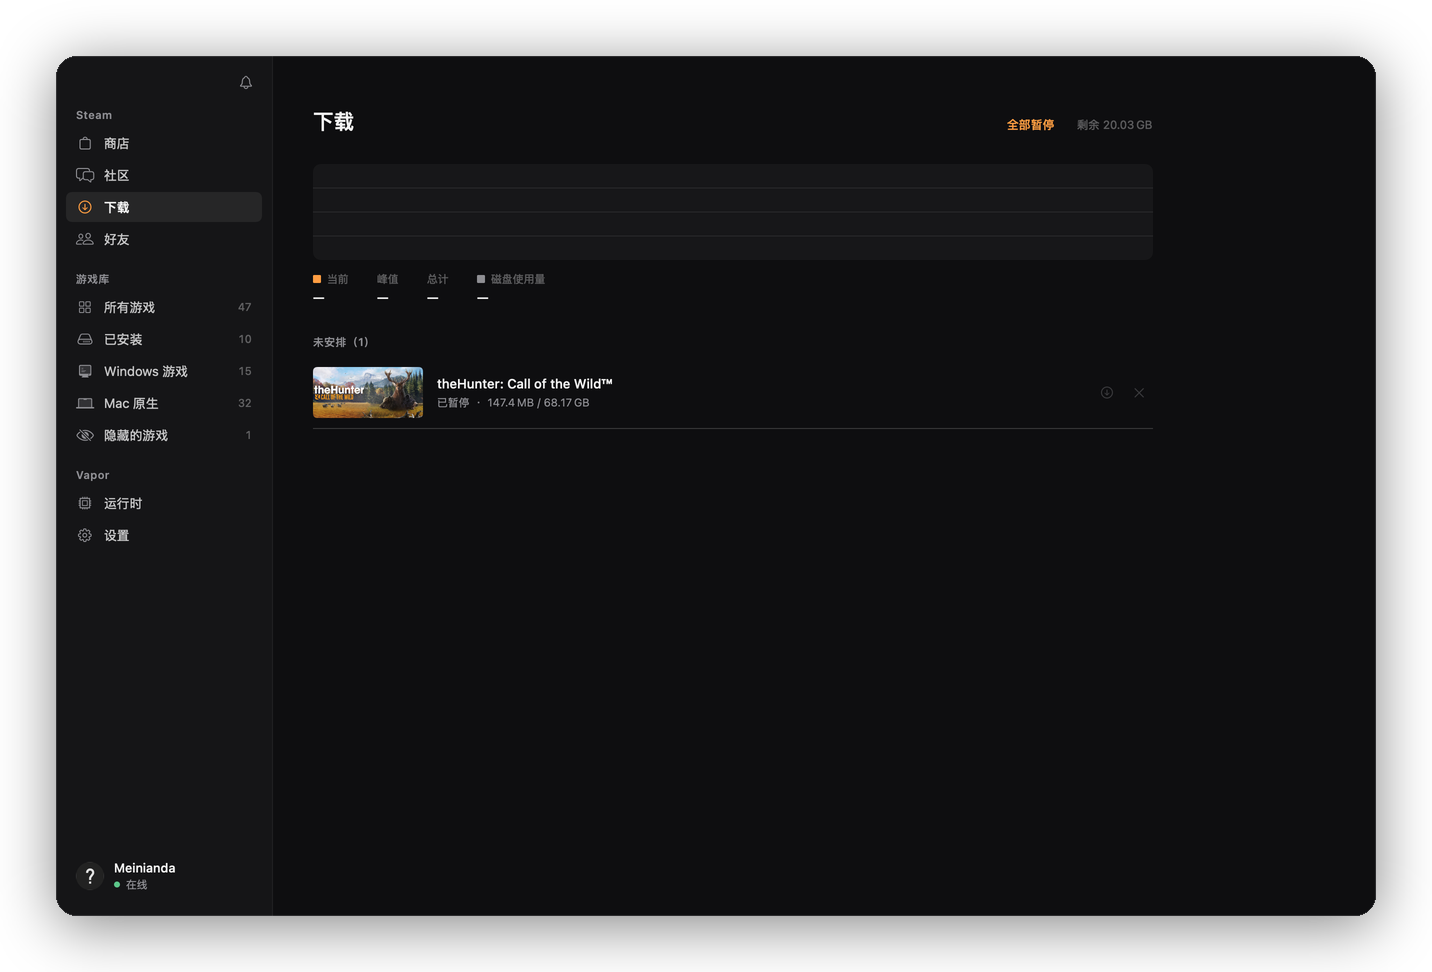 Steam
商店
社区
下载
好友
游戏库
所有游戏 47
已安装 10
Windows 游戏 15
Mac 原生 32
隐藏的游戏 1
Vapor
运行时
设置
? Meinianda
在线
下载
全部暂停 剩余 20.03 GB
当前 峰值 总计 磁盘使用量
— — — —
未安排 (1)
theHunter
CALL OF THE WILD
theHunter: Call of the Wild™
已暂停 · 147.4 MB / 68.17 GB